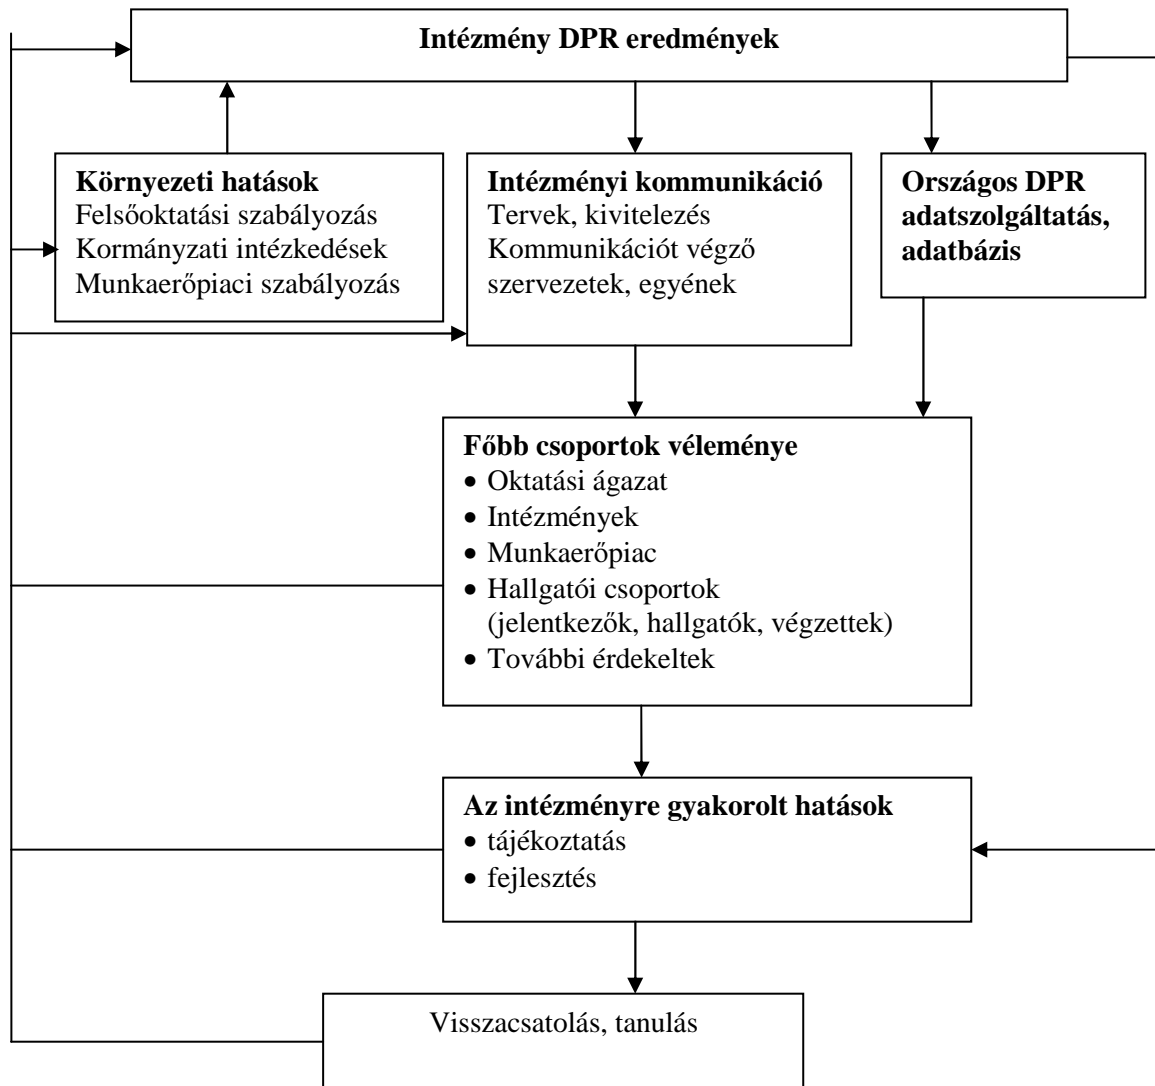 Intézmény DPR eredmények
Környezeti hatások
Felsőoktatási szabályozás
Kormányzati intézkedések
Munkaerőpiaci szabályozás
Intézményi kommunikáció
Tervek, kivitelezés
Kommunikációt végző
szervezetek, egyének
Országos DPR
adatszolgáltatás,
adatbázis
Főbb csoportok véleménye
• Oktatási ágazat
• Intézmények
• Munkaerőpiac
• Hallgatói csoportok
(jelentkezők, hallgatók, végzettek)
• További érdekeltek
Az intézményre gyakorolt hatások
• tájékoztatás
• fejlesztés
Visszacsatolás, tanulás